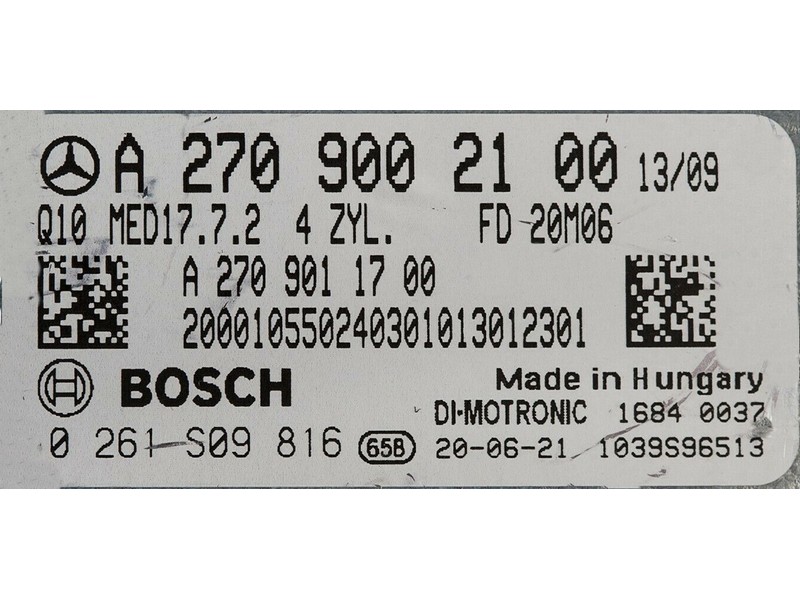 A 270 900 21 00 13/09
Q10 MED17.7.2 4 ZYL. FD 20M06
A 270 901 17 00
200010550240301013012301
BOSCH Made in Hungary
DI-MOTRONIC 1684 0037
0 261 S09 816 65B 20-06-21 1039S96513